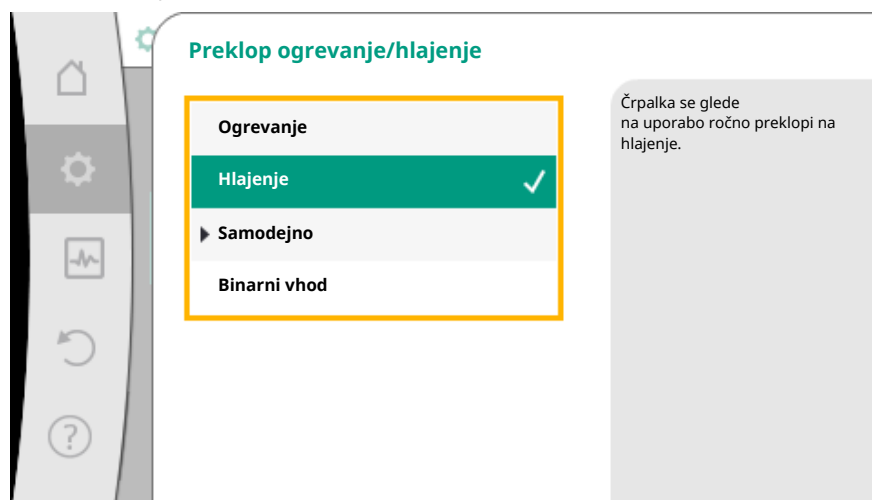 Preklop ogrevanje/hlajenje
Ogrevanje
Hlajenje
Samodejno
Binarni vhod
Črpalka se glede
na uporabo ročno preklopi na
hlajenje.
?